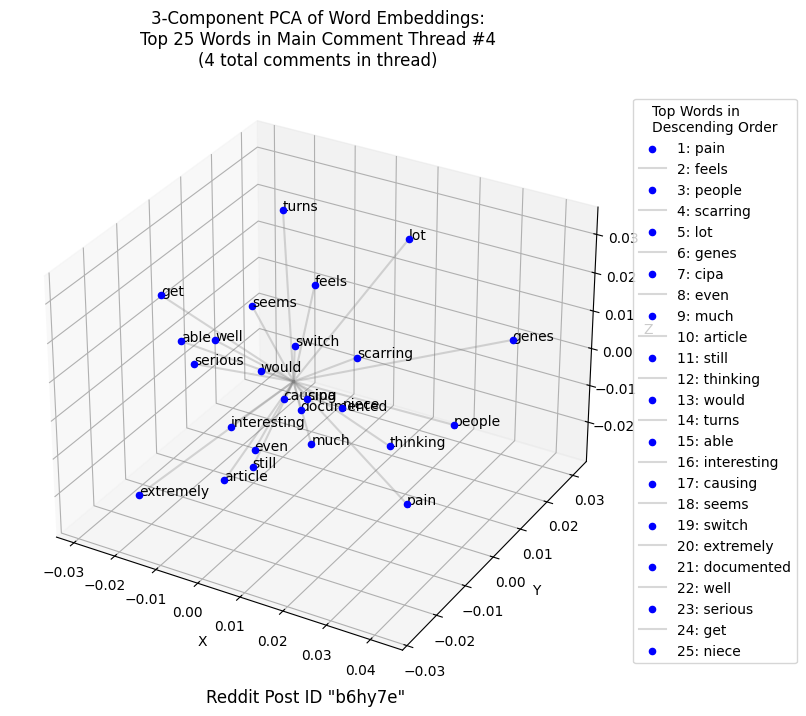 3-Component PCA of Word Embeddings:
Top 25 Words in Main Comment Thread #4
(4 total comments in thread)
Top Words in
Descending Order
1: pain
2: feels
3: people
4: scarring
5: lot
6: genes
7: cipa
8: even
9: much
10: article
11: still
12: thinking
13: would
14: turns
15: able
16: interesting
17: causing
18: seems
19: switch
20: extremely
21: documented
22: well
23: serious
24: get
25: niece
turns
lot
feels
get
seems
able
well
switch
genes
serious
scarring
would
causing
cipa
documented
niece
interesting
people
even
much
thinking
still
article
extremely
pain
0.03
0.02
0.01
Z
0.00
−0.01
−0.02
−0.03
−0.02
−0.01
0.00
0.01
0.02
0.03
0.04
X
−0.03
−0.02
−0.01
0.00
0.01
0.02
0.03
Y
Reddit Post ID "b6hy7e"